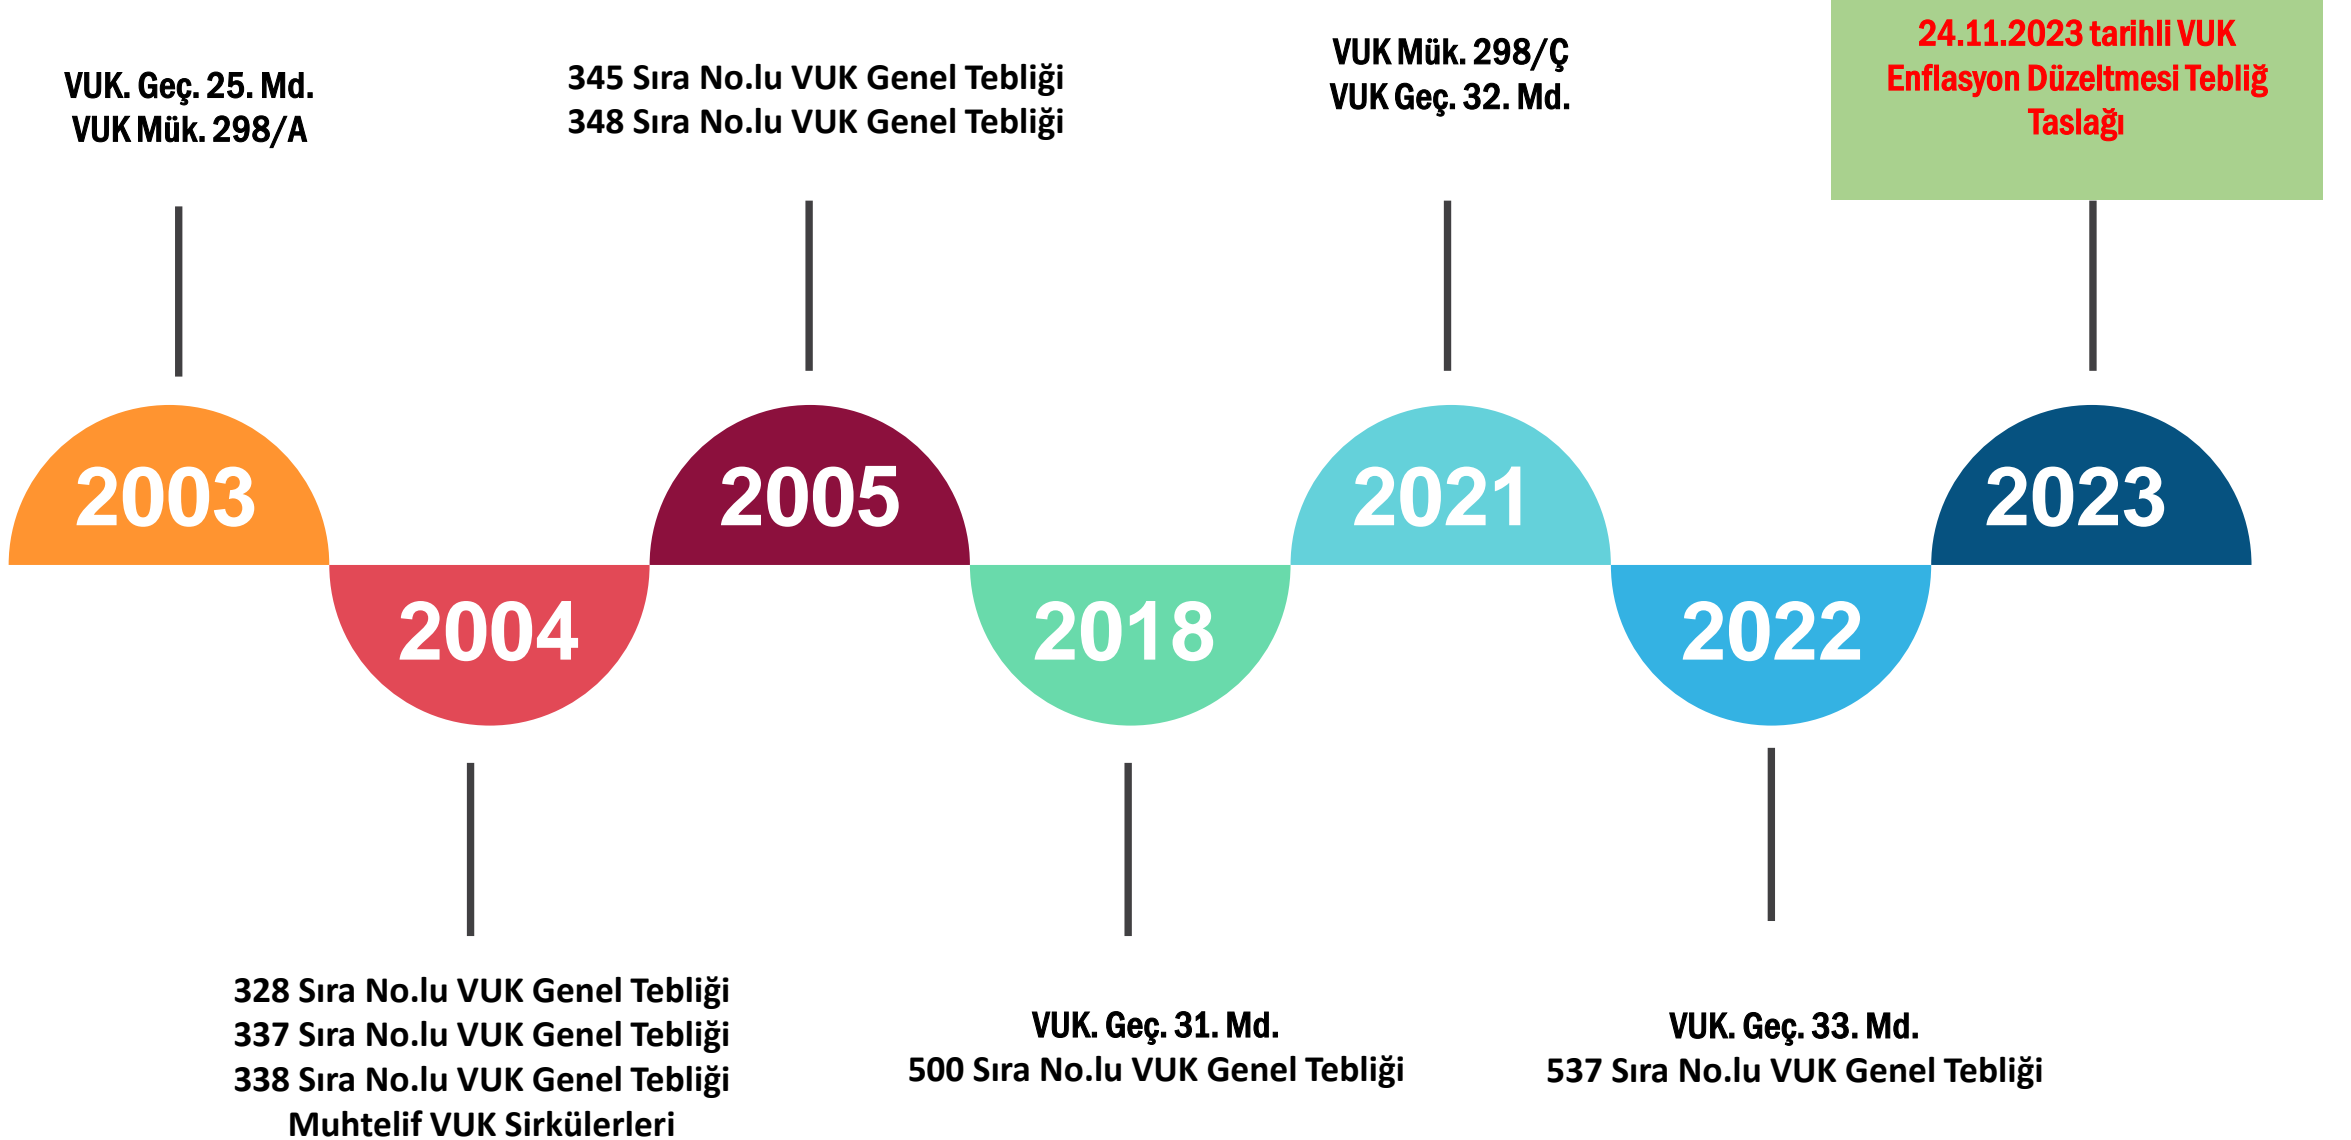 VUK. Geç. 25. Md.
VUK Mük. 298/A
345 Sıra No.lu VUK Genel Tebliği
348 Sıra No.lu VUK Genel Tebliği
VUK Mük. 298/Ç
VUK Geç. 32. Md.
24.11.2023 tarihli VUK
Enflasyon Düzeltmesi Tebliğ
Taslağı
2003
2004
2005
2018
2021
2022
2023
328 Sıra No.lu VUK Genel Tebliği
337 Sıra No.lu VUK Genel Tebliği
338 Sıra No.lu VUK Genel Tebliği
Muhtelif VUK Sirkülerleri
VUK. Geç. 31. Md.
500 Sıra No.lu VUK Genel Tebliği
VUK. Geç. 33. Md.
537 Sıra No.lu VUK Genel Tebliği